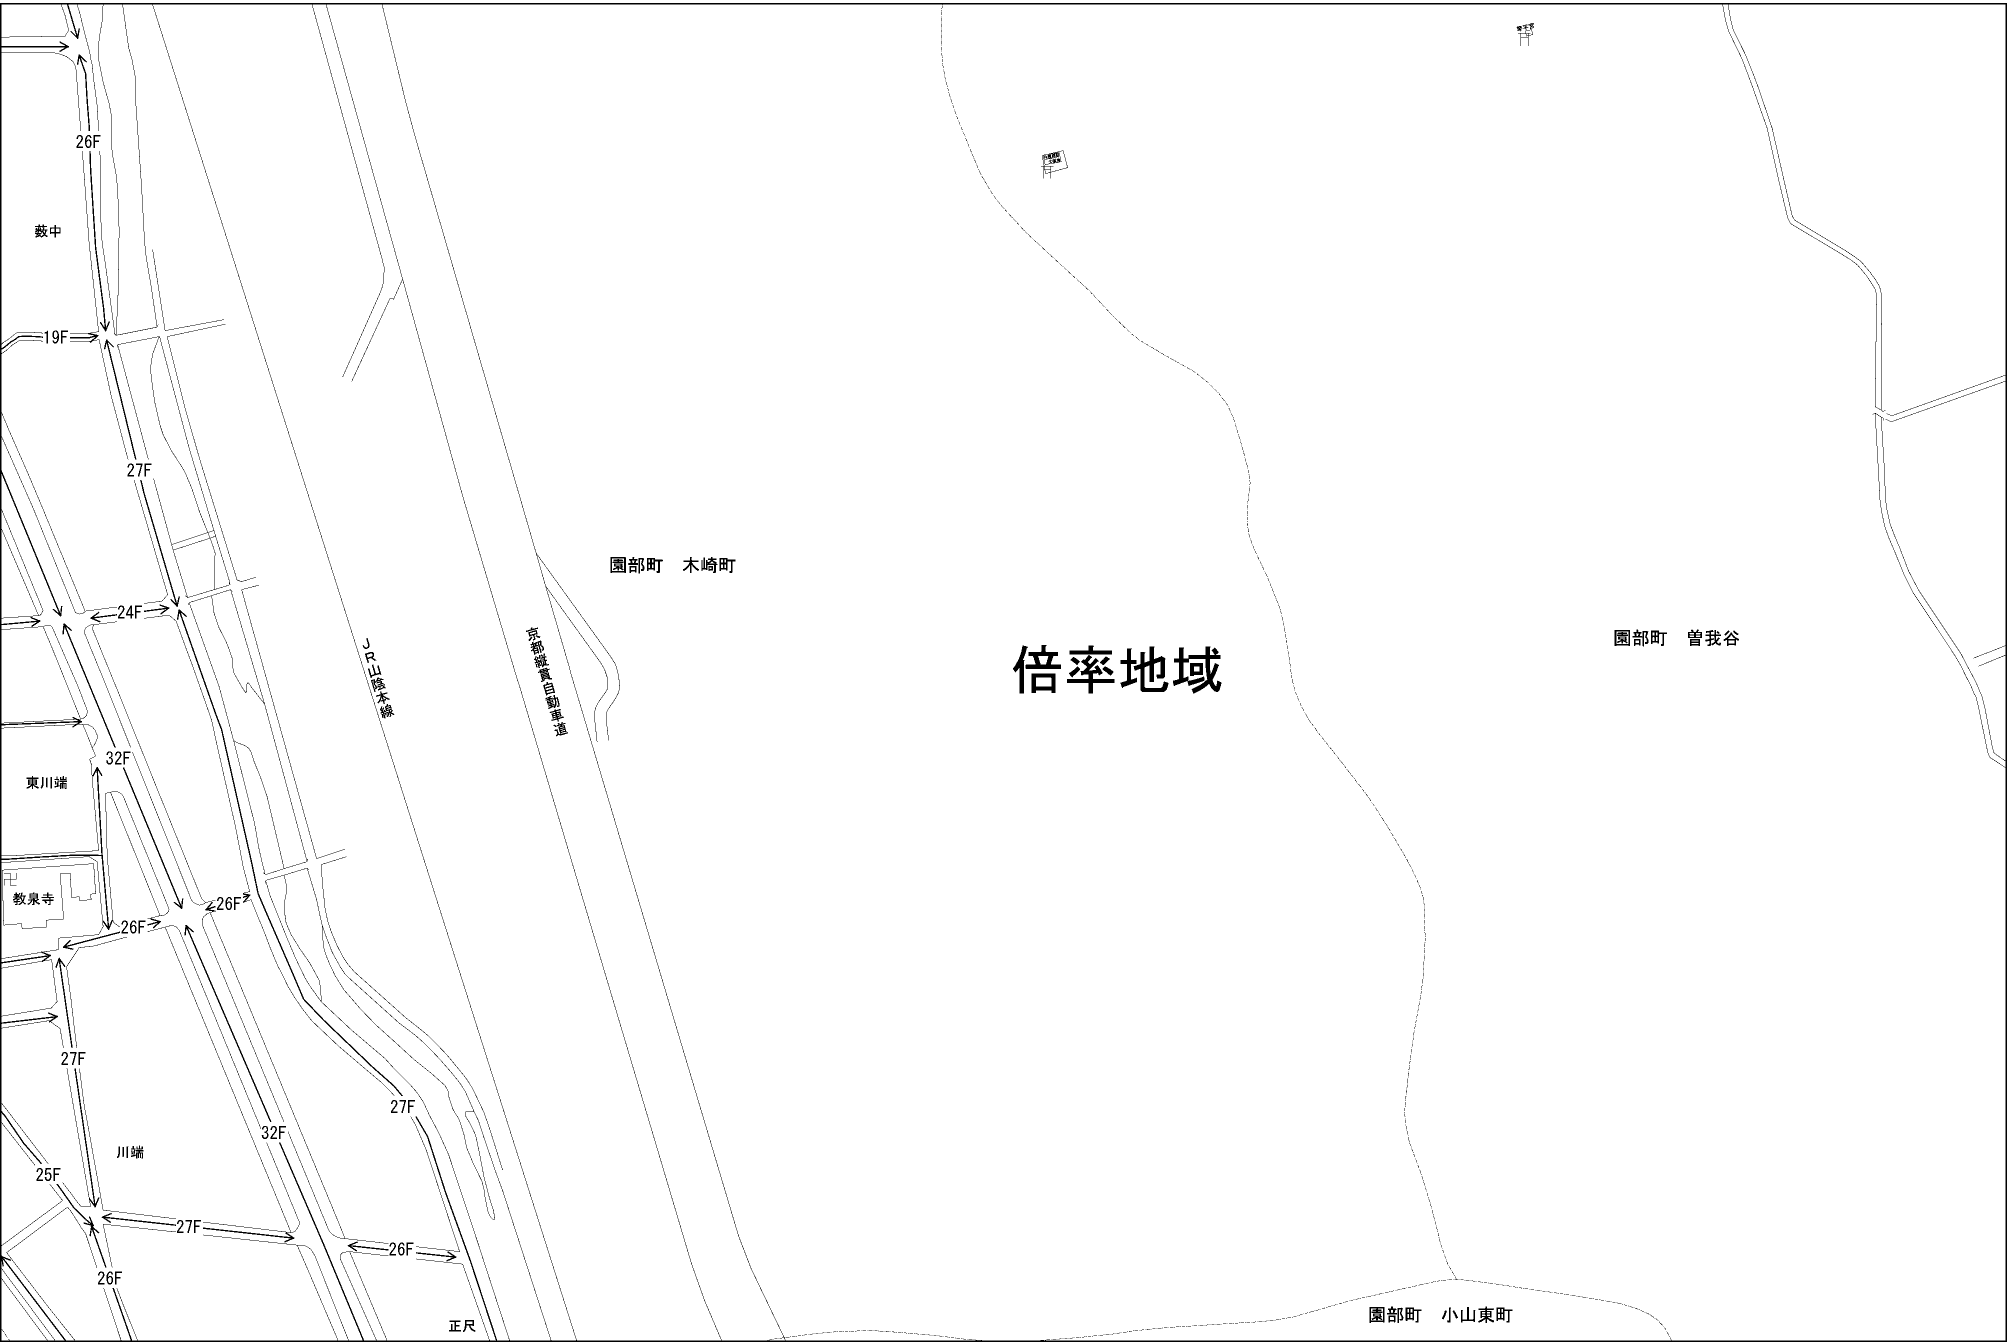 26F
薮中
19F
27F
24F
園部町　木崎町
JR山陰本線
京都縦貫自動車道
倍率地域
園部町　曽我谷
32F
東川端
教泉寺
26F
26F
27F
27F
32F
川端
25F
27F
26F
26F
正尺
園部町　小山東町